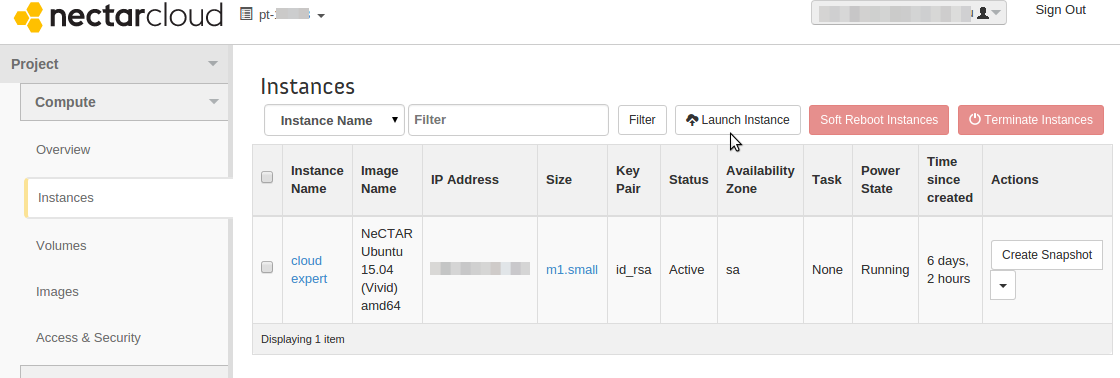 nectarcloud
pt-
Sign Out
Project
Compute
Overview
Instances
Volumes
Images
Access & Security
Instances
Instance Name
Filter
Filter
Launch Instance
Soft Reboot Instances
Terminate Instances
Instance Name
Image Name
IP Address
Size
Key Pair
Status
Availability Zone
Task
Power State
Time since created
Actions
cloud expert
NeCTAR Ubuntu 15.04 (Vivid) amd64
m1.small
id_rsa
Active
sa
None
Running
6 days, 2 hours
Create Snapshot
Displaying 1 item